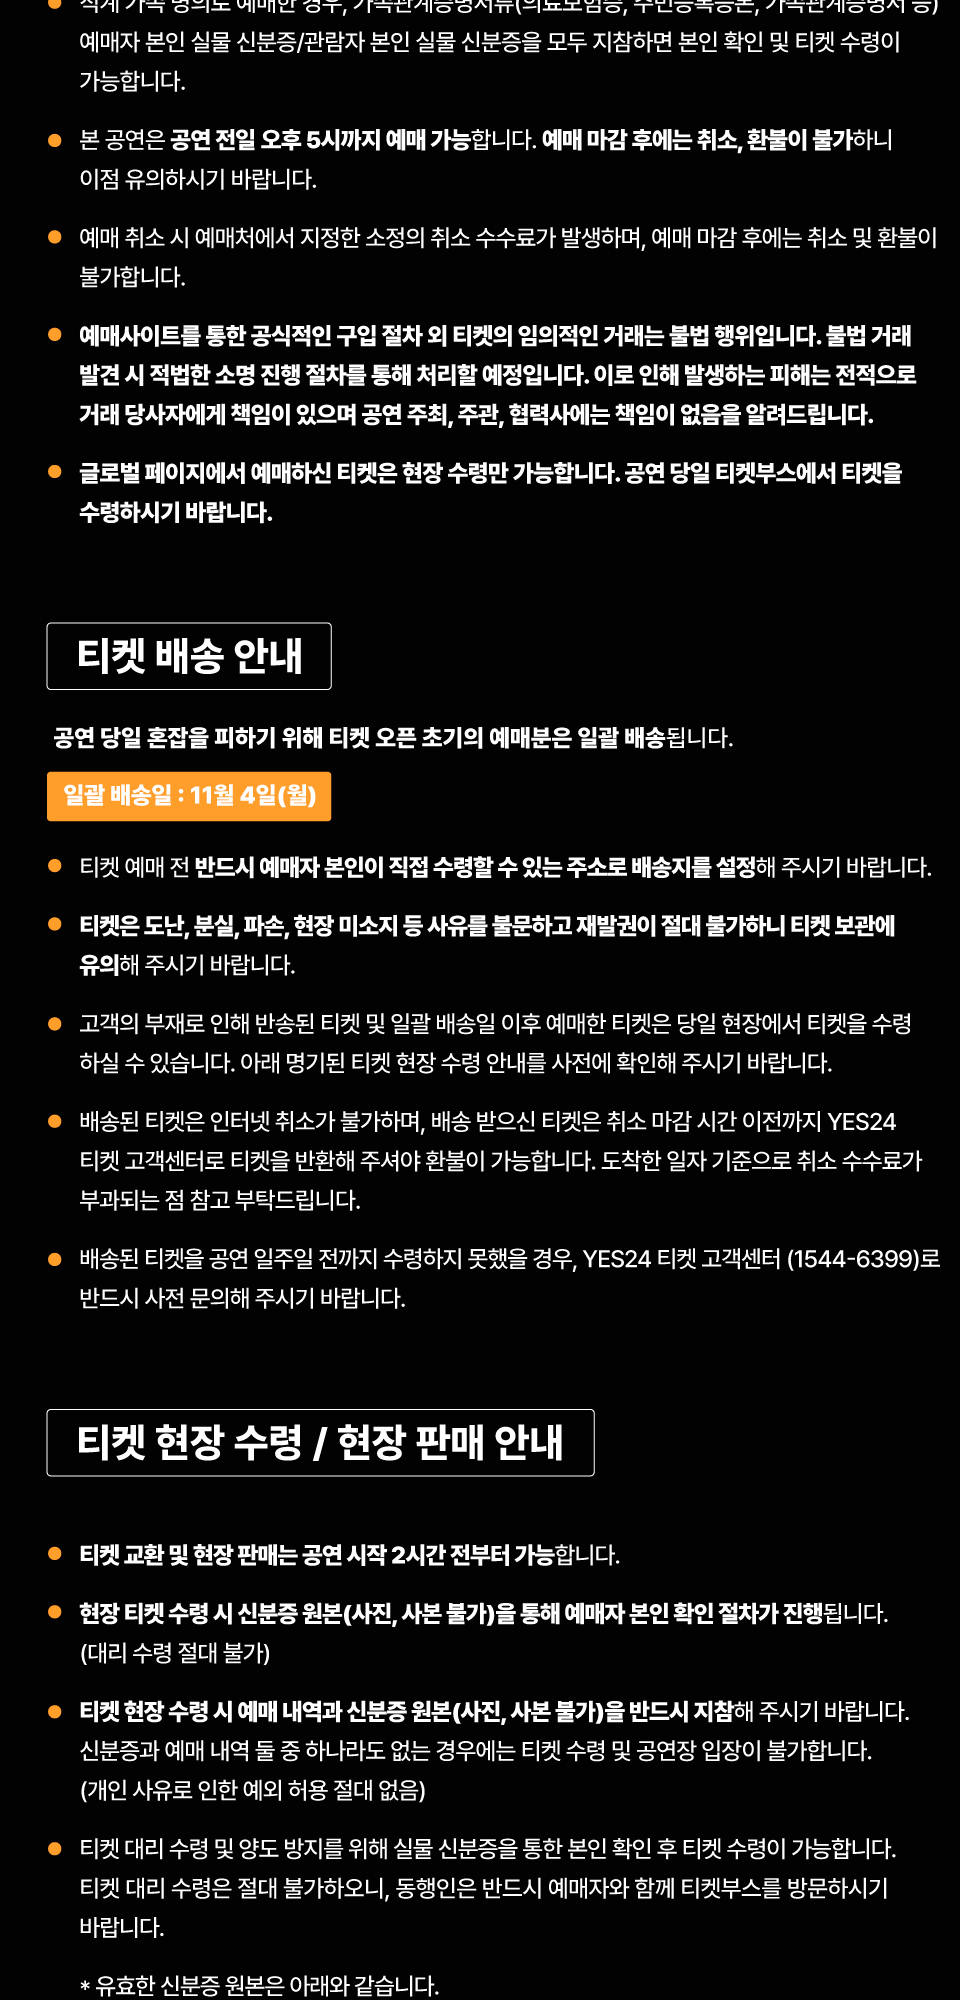 직계 가족 명의로 예매한 경우, 가족관계증명서류(의료보험증, 주민등록등본, 가족관계증명서 등)
예매자 본인 실물 신분증/관람자 본인 실물 신분증을 모두 지참하면 본인 확인 및 티켓 수령이
가능합니다.
본 공연은 공연 전일 오후 5시까지 예매 가능합니다. 예매 마감 후에는 취소, 환불이 불가하니
이점 유의하시기 바랍니다.
예매 취소 시 예매처에서 지정한 소정의 취소 수수료가 발생하며, 예매 마감 후에는 취소 및 환불이
불가합니다.
예매사이트를 통한 공식적인 구입 절차 외 티켓의 임의적인 거래는 불법 행위입니다. 불법 거래
발견 시 적법한 소명 진행 절차를 통해 처리할 예정입니다. 이로 인해 발생하는 피해는 전적으로
거래 당사자에게 책임이 있으며 공연 주최, 주관, 협력사에는 책임이 없음을 알려드립니다.
글로벌 페이지에서 예매하신 티켓은 현장 수령만 가능합니다. 공연 당일 티켓부스에서 티켓을
수령하시기 바랍니다.
티켓 배송 안내
공연 당일 혼잡을 피하기 위해 티켓 오픈 초기의 예매분은 일괄 배송됩니다.
일괄 배송일 : 11월 4일(월)
티켓 예매 전 반드시 예매자 본인이 직접 수령할 수 있는 주소로 배송지를 설정해 주시기 바랍니다.
티켓은 도난, 분실, 파손, 현장 미소지 등 사유를 불문하고 재발권이 절대 불가하니 티켓 보관에
유의해 주시기 바랍니다.
고객의 부재로 인해 반송된 티켓 및 일괄 배송일 이후 예매한 티켓은 당일 현장에서 티켓을 수령
하실 수 있습니다. 아래 명기된 티켓 현장 수령 안내를 사전에 확인해 주시기 바랍니다.
배송된 티켓은 인터넷 취소가 불가하며, 배송 받으신 티켓은 취소 마감 시간 이전까지 YES24
티켓 고객센터로 티켓을 반환해 주셔야 환불이 가능합니다. 도착한 일자 기준으로 취소 수수료가
부과되는 점 참고 부탁드립니다.
배송된 티켓을 공연 일주일 전까지 수령하지 못했을 경우, YES24 티켓 고객센터 (1544-6399)로
반드시 사전 문의해 주시기 바랍니다.
티켓 현장 수령 / 현장 판매 안내
티켓 교환 및 현장 판매는 공연 시작 2시간 전부터 가능합니다.
현장 티켓 수령 시 신분증 원본(사진, 사본 불가)을 통해 예매자 본인 확인 절차가 진행됩니다.
(대리 수령 절대 불가)
티켓 현장 수령 시 예매 내역과 신분증 원본(사진, 사본 불가)을 반드시 지참해 주시기 바랍니다.
신분증과 예매 내역 둘 중 하나라도 없는 경우에는 티켓 수령 및 공연장 입장이 불가합니다.
(개인 사유로 인한 예외 허용 절대 없음)
티켓 대리 수령 및 양도 방지를 위해 실물 신분증을 통한 본인 확인 후 티켓 수령이 가능합니다.
티켓 대리 수령은 절대 불가하오니, 동행인은 반드시 예매자와 함께 티켓부스를 방문하시기
바랍니다.
* 유효한 신분증 원본은 아래와 같습니다.